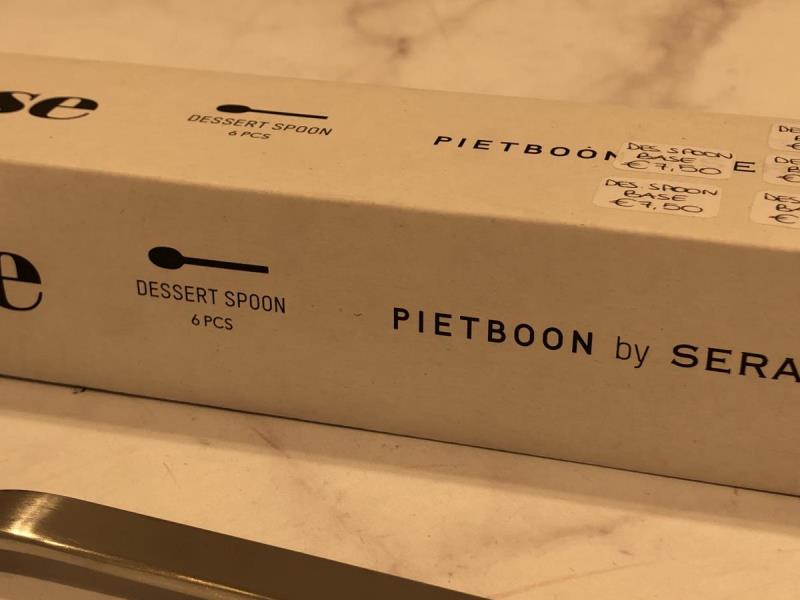 se
DESSERT SPOON
6 PCS
PIETBOON
E
DES. SPOON
BASE
€ 7,50
DES. SPOON
BASE
€ 7,50
e
DESSERT SPOON
6 PCS
PIETBOON by SERA